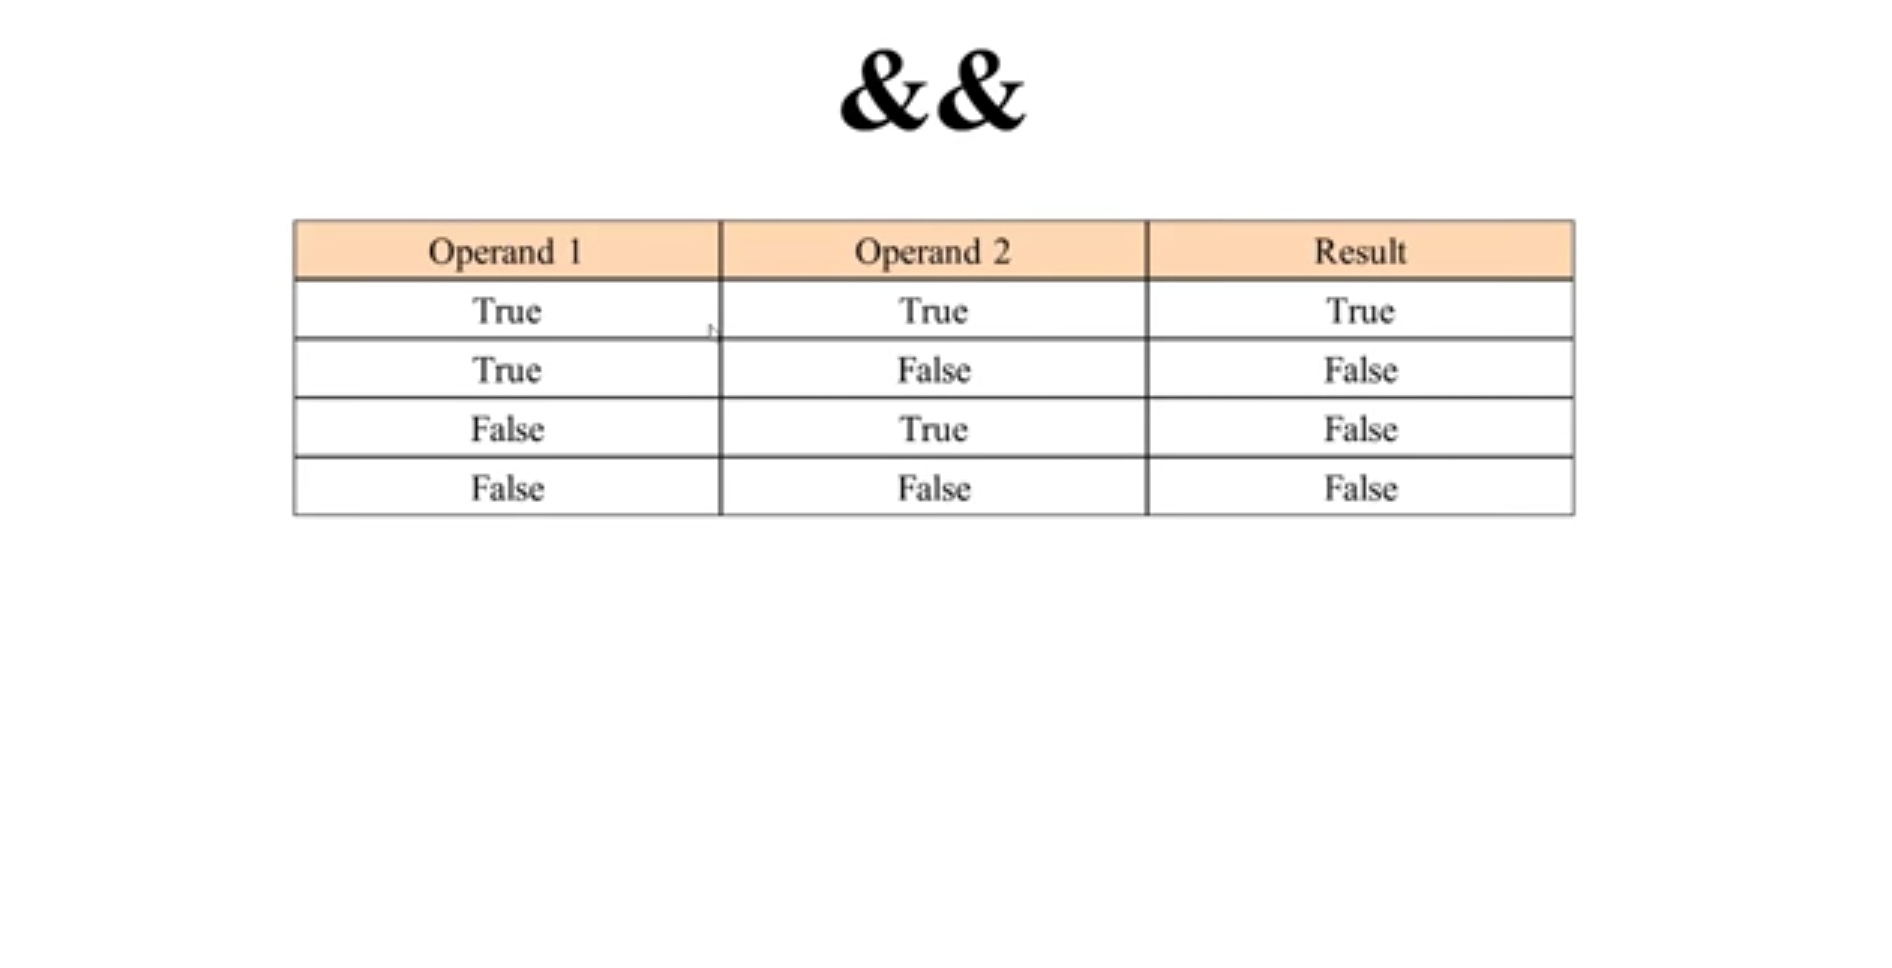 &&
Operand 1 Operand 2 Result
True True True
True False False
False True False
False False False